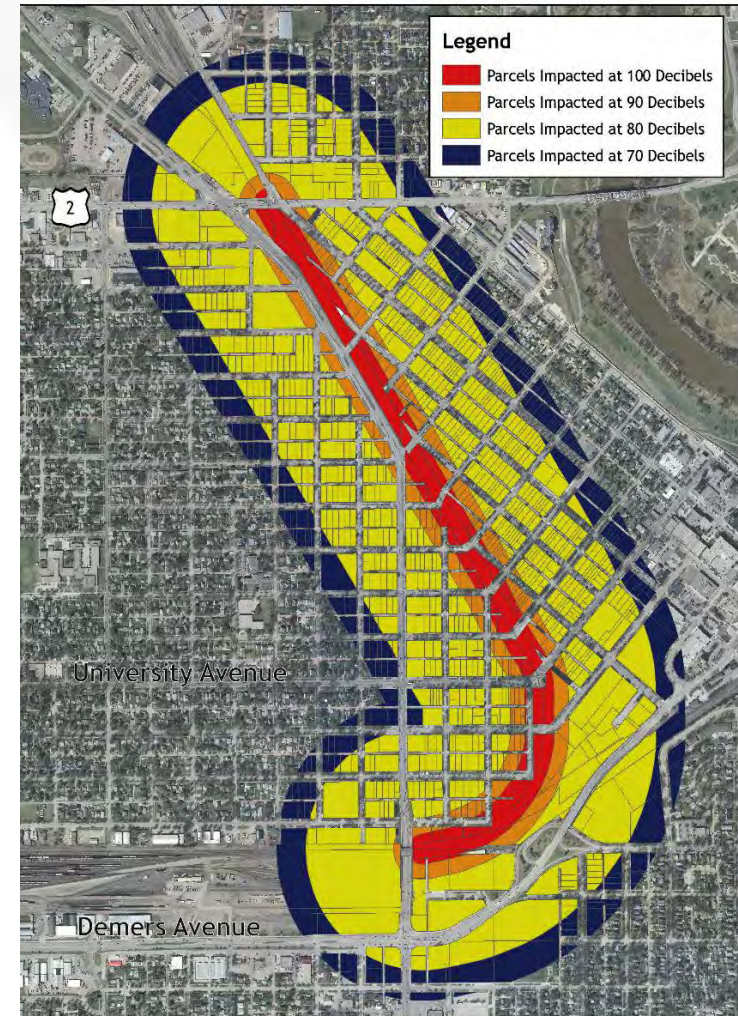 Legend
Parcels Impacted at 100 Decibels
Parcels Impacted at 90 Decibels
Parcels Impacted at 80 Decibels
Parcels Impacted at 70 Decibels
2
University Avenue
Demers Avenue